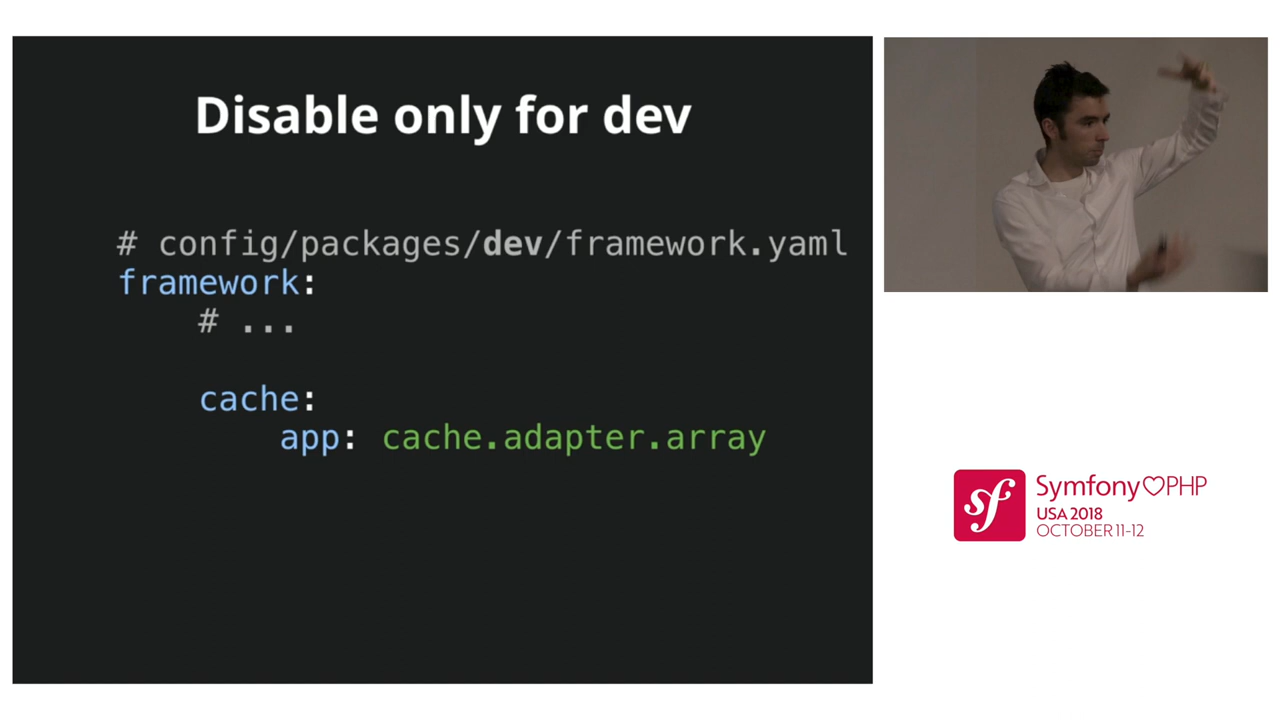 Disable only for dev
# config/packages/dev/framework.yaml
framework:
# ...
cache:
app: cache.adapter.array
sf
Symfony♡PHP
USA 2018
OCTOBER 11-12